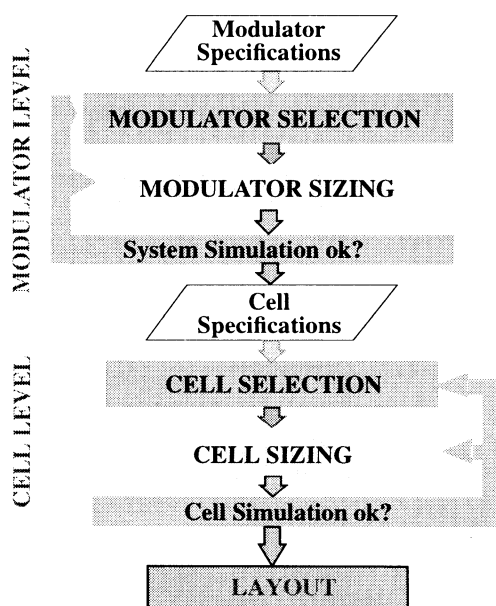 MODULATOR LEVEL
Modulator
Specifications
MODULATOR SELECTION
MODULATOR SIZING
System Simulation ok?
Cell
Specifications
CELL LEVEL
CELL SELECTION
CELL SIZING
Cell Simulation ok?
LAYOUT